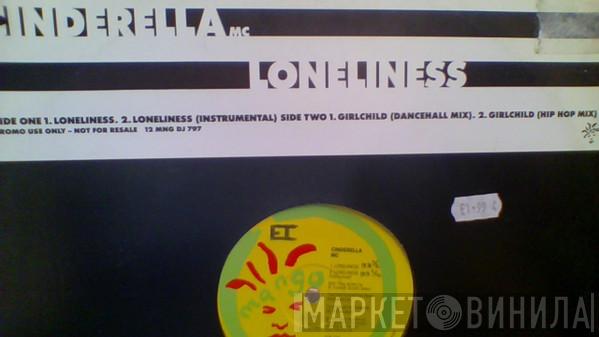 CINDERELLA MC
LONELINESS
SIDE ONE 1. LONELINESS. 2. LONELINESS (INSTRUMENTAL) SIDE TWO 1. GIRLCHILD (DANCEHALL MIX). 2. GIRLCHILD (HIP HOP MIX)
PROMO USE ONLY – NOT FOR RESALE 12 MNG DJ 797
£1.99
CINDERELLA
MC
mango
МАРКЕТ ВИНИЛА